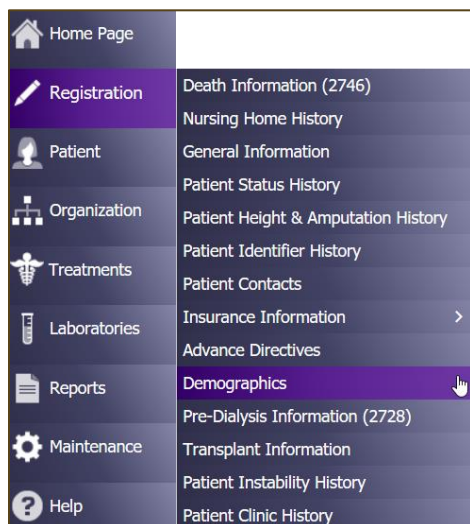 Home Page
Registration
Patient
Organization
Treatments
Laboratories
Reports
Maintenance
Help
Death Information (2746)
Nursing Home History
General Information
Patient Status History
Patient Height & Amputation History
Patient Identifier History
Patient Contacts
Insurance Information
Advance Directives
Demographics
Pre-Dialysis Information (2728)
Transplant Information
Patient Instability History
Patient Clinic History